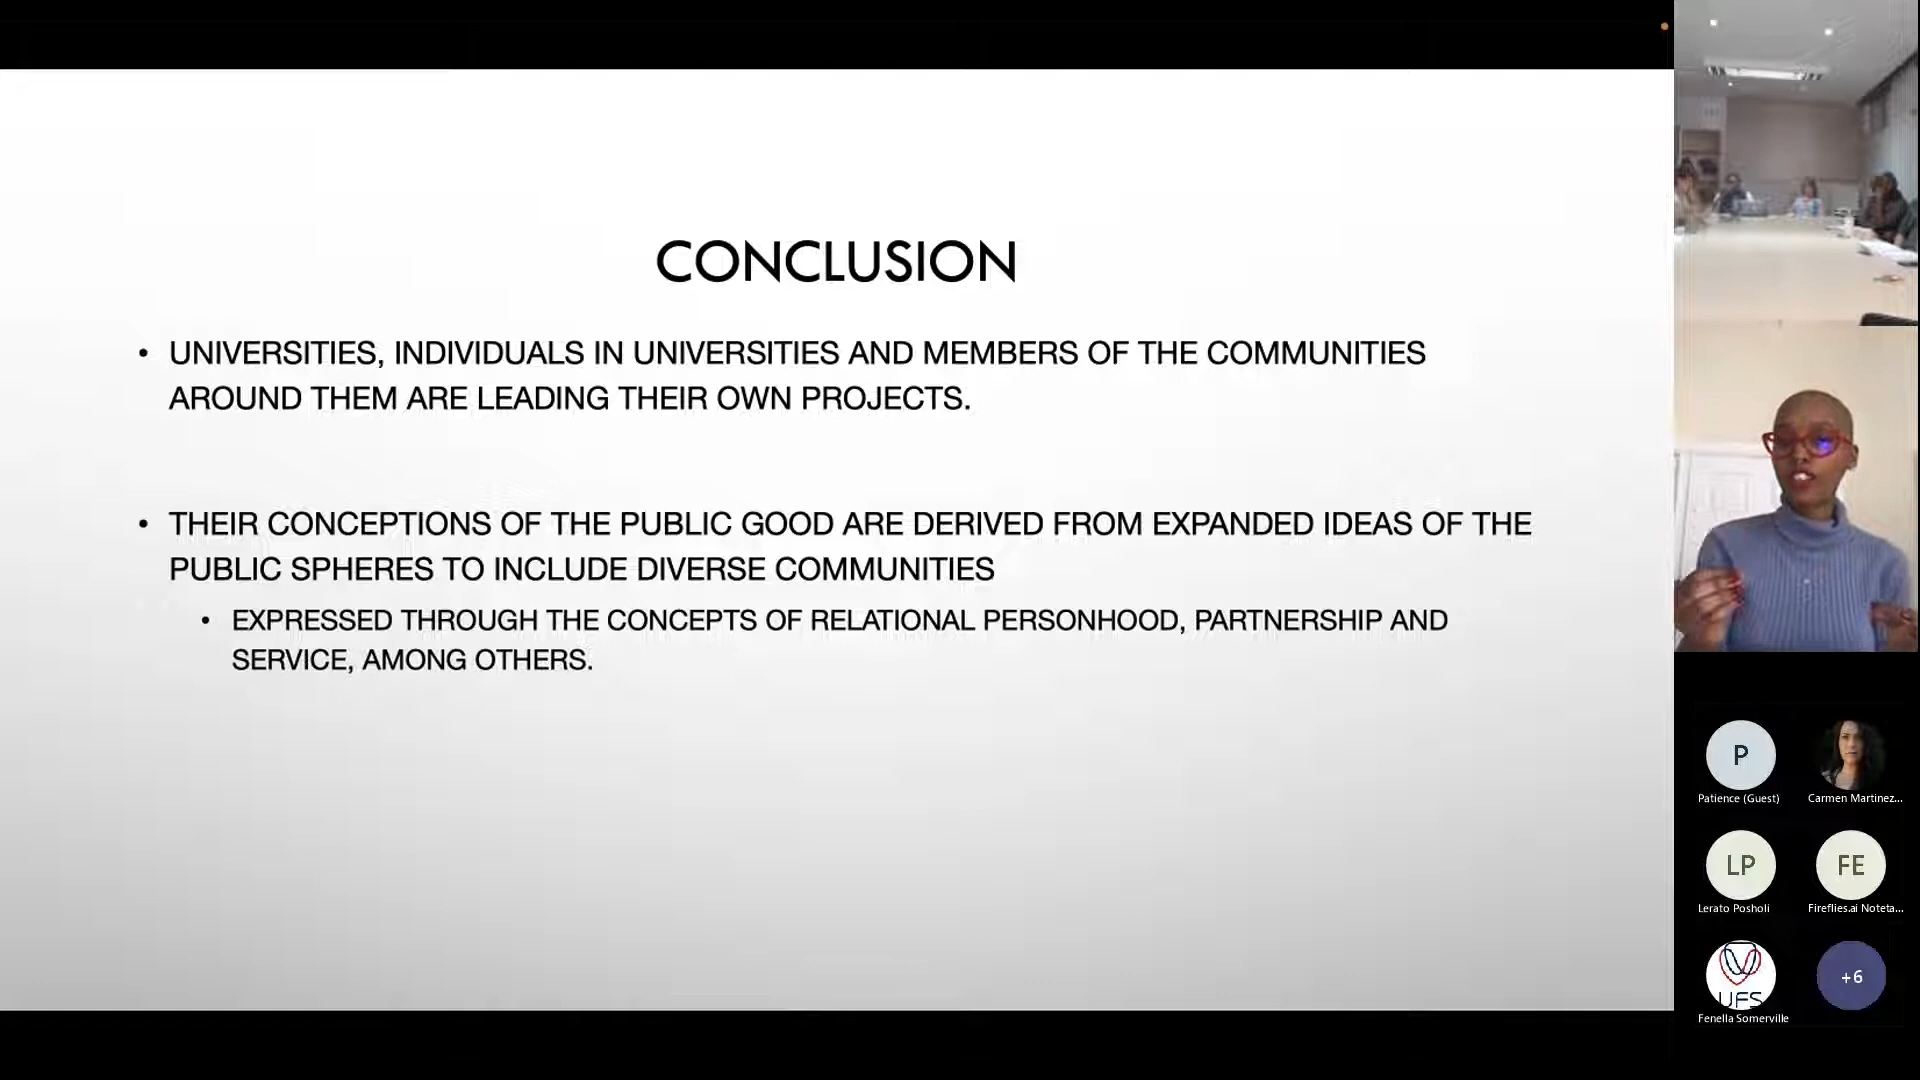 CONCLUSION
• UNIVERSITIES, INDIVIDUALS IN UNIVERSITIES AND MEMBERS OF THE COMMUNITIES
AROUND THEM ARE LEADING THEIR OWN PROJECTS.
• THEIR CONCEPTIONS OF THE PUBLIC GOOD ARE DERIVED FROM EXPANDED IDEAS OF THE
PUBLIC SPHERES TO INCLUDE DIVERSE COMMUNITIES
• EXPRESSED THROUGH THE CONCEPTS OF RELATIONAL PERSONHOOD, PARTNERSHIP AND
SERVICE, AMONG OTHERS.
P
Patience (Guest)
Carmen Martinez...
LP
Lerato Posholi
FE
Fireflies.ai Noteta...
UFS
Fenella Somerville
+6